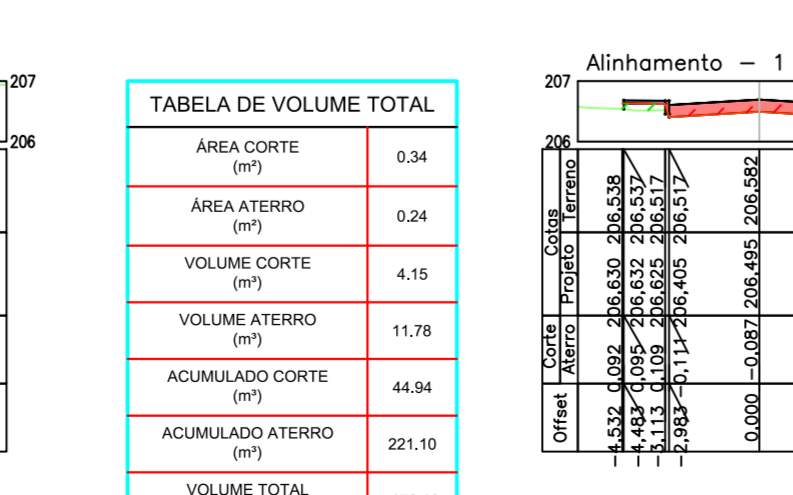 207
206
TABELA DE VOLUME TOTAL
ÁREA CORTE
(m²)
0.34
ÁREA ATERRO
(m²)
0.24
VOLUME CORTE
(m³)
4.15
VOLUME ATERRO
(m³)
11.78
ACUMULADO CORTE
(m³)
44.94
ACUMULADO ATERRO
(m³)
221.10
VOLUME TOTAL
Alinhamento - 1
207
206
Cotas
Terreno
206,538
206,537
206,517
206,517
206,582
Projeto
206,630
206,632
206,625
206,405
206,495
Corte
Aterro
0,092
0,095
0,109
-0,111
-0,087
Offset
-4,532
-4,483
-3,113
-2,983
0,000